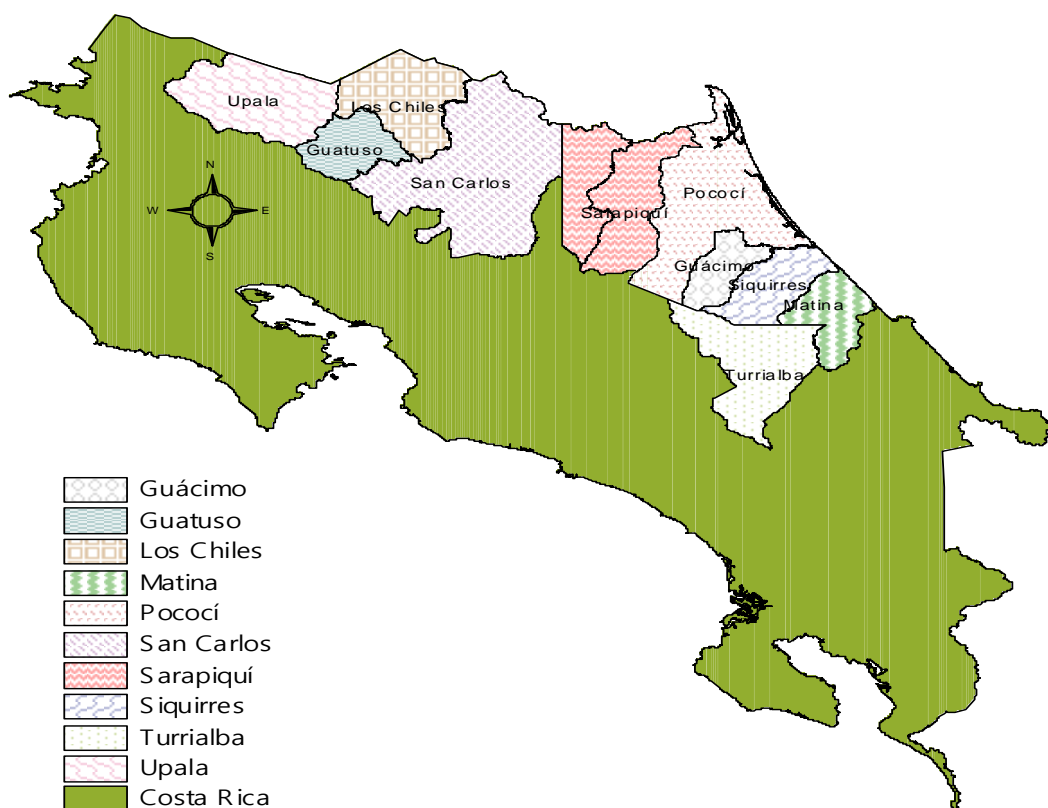 Upala
Los Chiles
Guatuso
San Carlos
Sarapiquí
Pococí
Guácimo
Siquirres
Matina
Turrialba
N
W
E
S
Guácimo
Guatuso
Los Chiles
Matina
Pococí
San Carlos
Sarapiquí
Siquirres
Turrialba
Upala
Costa Rica